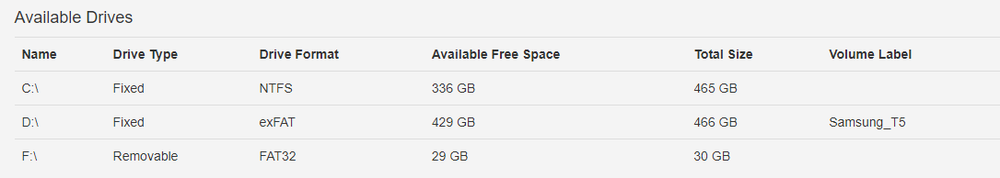 Available Drives
Name Drive Type Drive Format Available Free Space Total Size Volume Label
C:\ Fixed NTFS 336 GB 465 GB
D:\ Fixed exFAT 429 GB 466 GB Samsung_T5
F:\ Removable FAT32 29 GB 30 GB